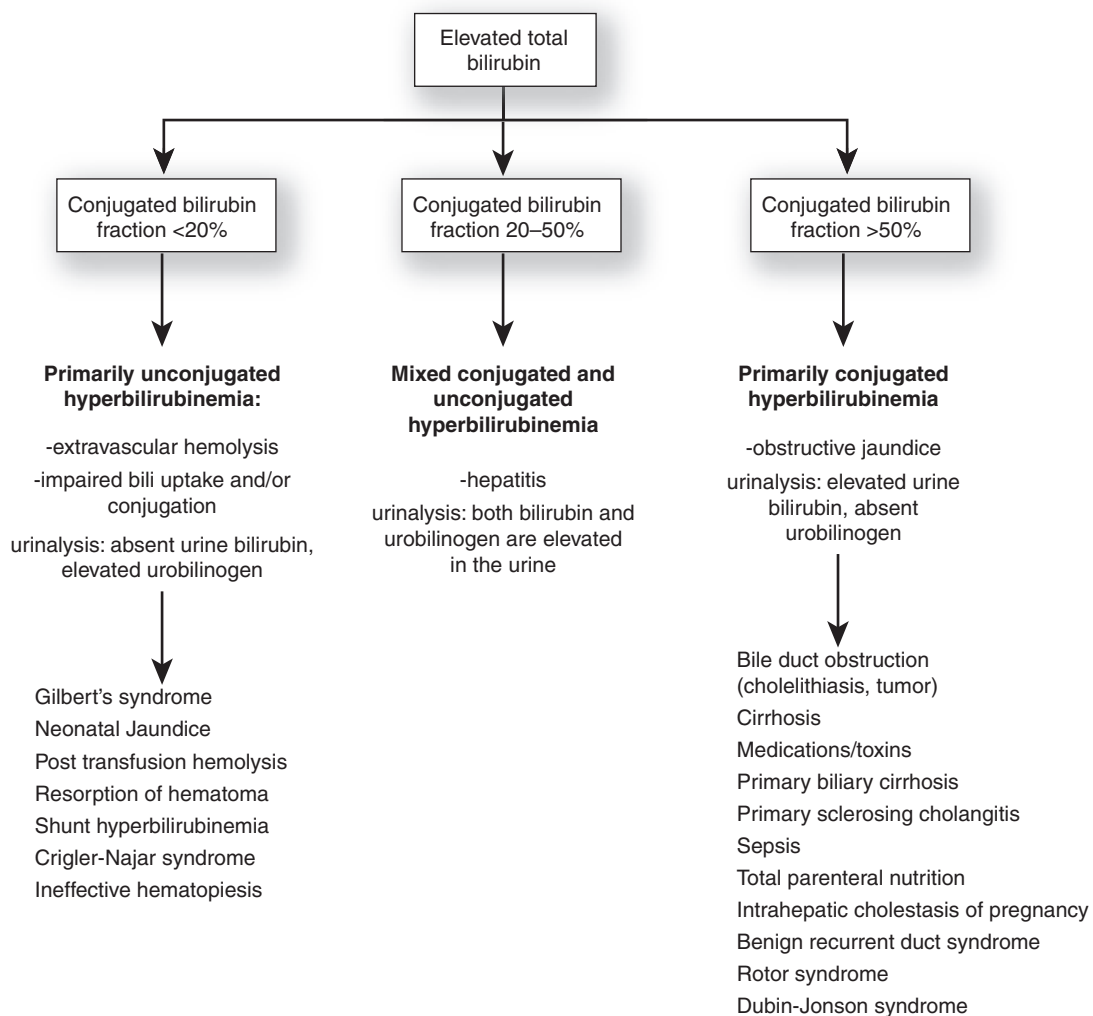 Elevated total
bilirubin
Conjugated bilirubin
fraction <20%
Conjugated bilirubin
fraction 20–50%
Conjugated bilirubin
fraction >50%
Primarily unconjugated
hyperbilirubinemia:
-extravascular hemolysis
-impaired bili uptake and/or
conjugation
urinalysis: absent urine bilirubin,
elevated urobilinogen
Gilbert’s syndrome
Neonatal Jaundice
Post transfusion hemolysis
Resorption of hematoma
Shunt hyperbilirubinemia
Crigler-Najar syndrome
Ineffective hematopiesis
Mixed conjugated and
unconjugated
hyperbilirubinemia
-hepatitis
urinalysis: both bilirubin and
urobilinogen are elevated
in the urine
Primarily conjugated
hyperbilirubinemia
-obstructive jaundice
urinalysis: elevated urine
bilirubin, absent
urobilinogen
Bile duct obstruction
(cholelithiasis, tumor)
Cirrhosis
Medications/toxins
Primary biliary cirrhosis
Primary sclerosing cholangitis
Sepsis
Total parenteral nutrition
Intrahepatic cholestasis of pregnancy
Benign recurrent duct syndrome
Rotor syndrome
Dubin-Jonson syndrome